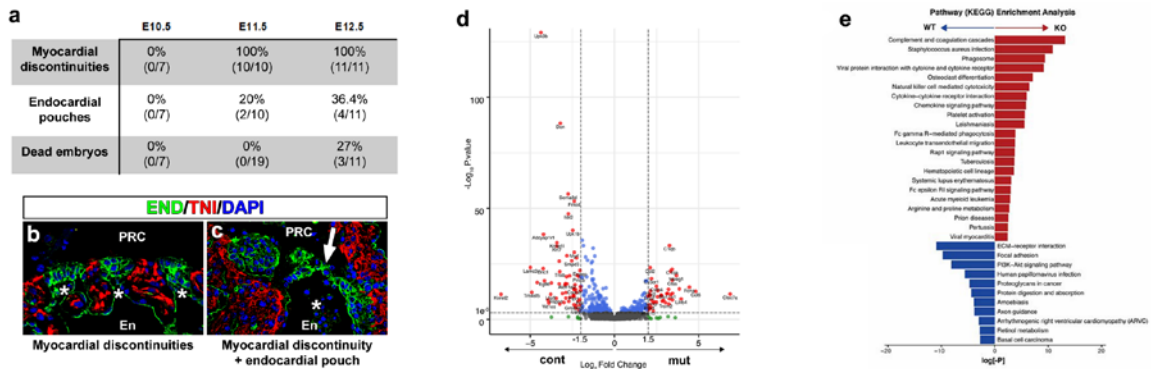 a
E10.5 E11.5 E12.5
Myocardial discontinuities 0% (0/7) 100% (10/10) 100% (11/11)
Endocardial pouches 0% (0/7) 20% (2/10) 36.4% (4/11)
Dead embryos 0% (0/7) 0% (0/19) 27% (3/11)
END/TNI/DAPI
b
PRC
*
*
*
En
Myocardial discontinuities
c
PRC
*
En
Myocardial discontinuity
+ endocardial pouch
d
-Log₁₀ P-value
100
50
0
-5 -1.5 0 1.5 5
cont mut
Log₂ Fold Change
e
Pathway (KEGG) Enrichment Analysis
WT KO
Complement and coagulation cascades
Staphylococcus aureus infection
Phagosome
Viral protein interaction with cytokine and cytokine receptor
Osteoclast differentiation
Natural killer cell mediated cytotoxicity
Cytokine-cytokine receptor interaction
Chemokine signaling pathway
Platelet activation
Leishmaniasis
Fc gamma R-mediated phagocytosis
Leukocyte transendothelial migration
Rap1 signaling pathway
Tuberculosis
Hematopoietic cell lineage
Systemic lupus erythematosus
Fc epsilon RI signaling pathway
Acute myeloid leukemia
Arginine and proline metabolism
Prion diseases
Pertussis
Viral myocarditis
ECM-receptor interaction
Focal adhesion
PI3K-Akt signaling pathway
Human papillomavirus infection
Proteoglycans in cancer
Protein digestion and absorption
Amoebiasis
Axon guidance
Arrhythmogenic right ventricular cardiomyopathy (ARVC)
Retinol metabolism
Basal cell carcinoma
-20 -10 0 10 20
log[-P]